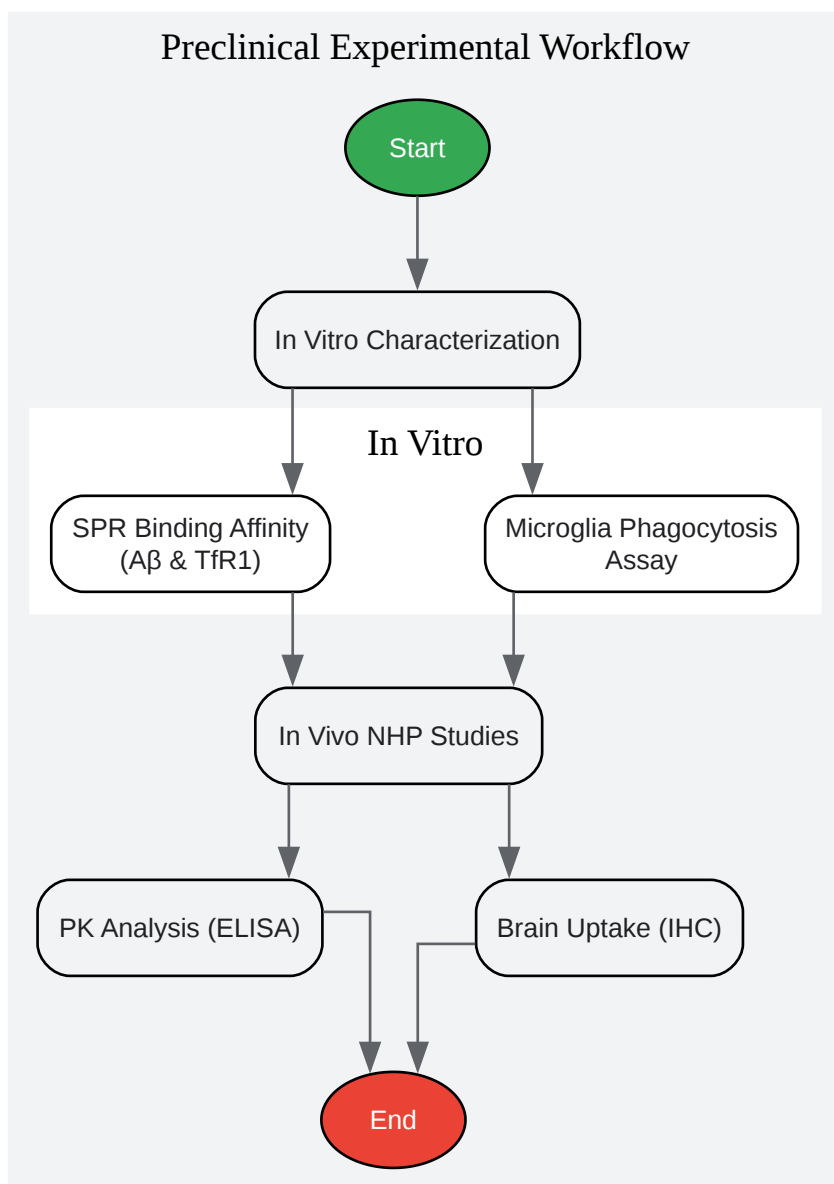 Preclinical Experimental Workflow
Start
In Vitro Characterization
In Vitro
SPR Binding Affinity
(Aβ & TfR1)
Microglia Phagocytosis
Assay
In Vivo NHP Studies
PK Analysis (ELISA)
Brain Uptake (IHC)
End